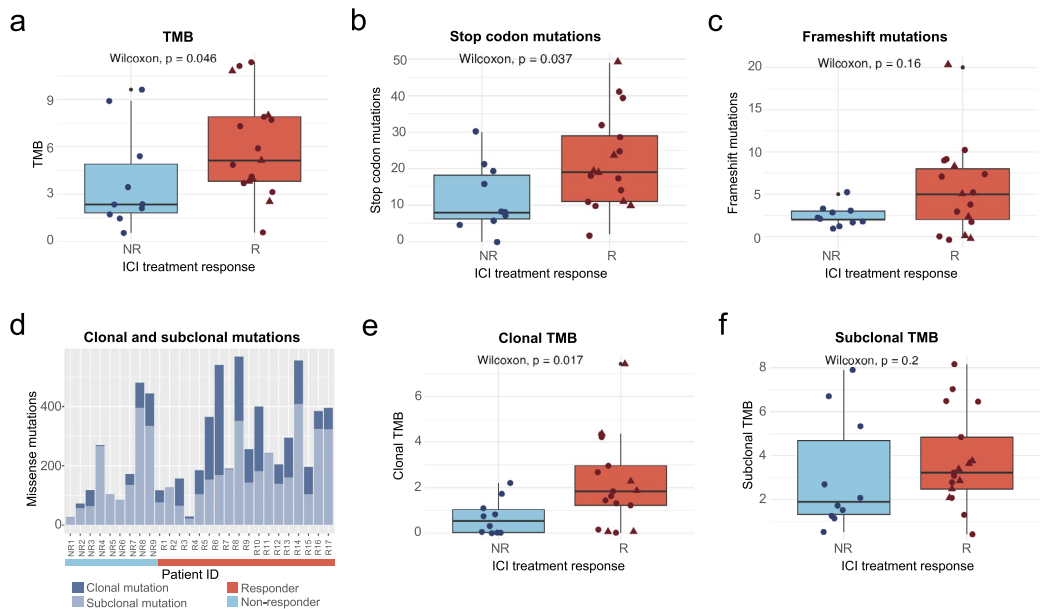 a
TMB
Wilcoxon, p = 0.046
TMB
9
6
3
0
NR
R
ICI treatment response
b
Stop codon mutations
Wilcoxon, p = 0.037
Stop codon mutations
50
40
30
20
10
0
NR
R
ICI treatment response
c
Frameshift mutations
Wilcoxon, p = 0.16
Frameshift mutations
20
15
10
5
0
NR
R
ICI treatment response
d
Clonal and subclonal mutations
Missense mutations
400
200
0
NR1 NR2 NR3 NR4 NR5 NR6 NR7 NR8 NR9 R1 R2 R3 R4 R5 R6 R7 R8 R9 R10 R11 R12 R13 R14 R15 R16 R17
Patient ID
Clonal mutation
Subclonal mutation
Responder
Non-responder
e
Clonal TMB
Wilcoxon, p = 0.017
Clonal TMB
6
4
2
0
NR
R
ICI treatment response
f
Subclonal TMB
Wilcoxon, p = 0.2
Subclonal TMB
8
6
4
2
NR
R
ICI treatment response